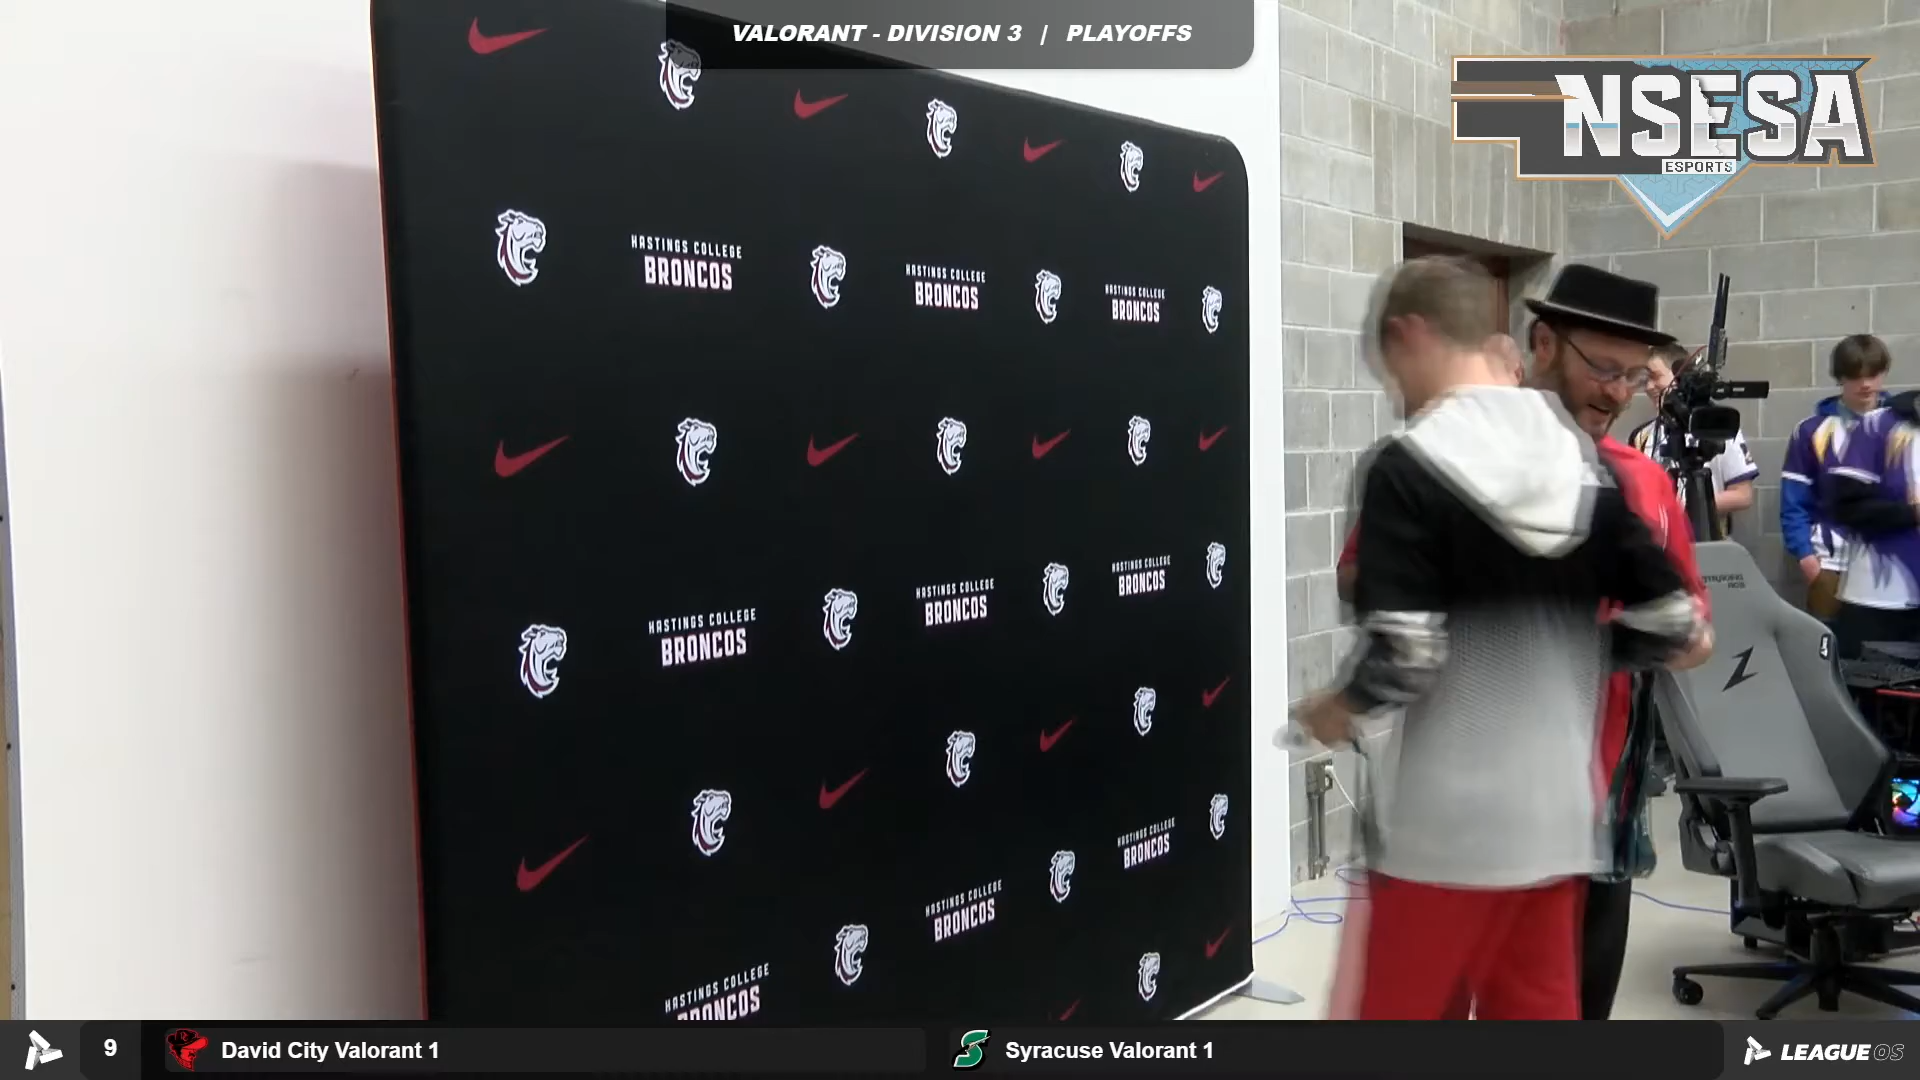 VALORANT - DIVISION 3 | PLAYOFFS
NSESA
ESPORTS
HASTINGS COLLEGE
BRONCOS
HASTINGS COLLEGE
BRONCOS
HASTINGS COLLEGE
BRONCOS
HASTINGS COLLEGE
BRONCOS
HASTINGS COLLEGE
BRONCOS
HASTINGS COLLEGE
BRONCOS
HASTINGS COLLEGE
BRONCOS
HASTINGS COLLEGE
BRONCOS
HASTINGS COLLEGE
BRONCOS
9
David City Valorant 1
Syracuse Valorant 1
LEAGUEOS